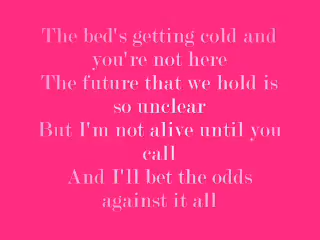 The bed's getting cold and
you're not here
The future that we hold is
so unclear
But I'm not alive until you
call
And I'll bet the odds
against it all